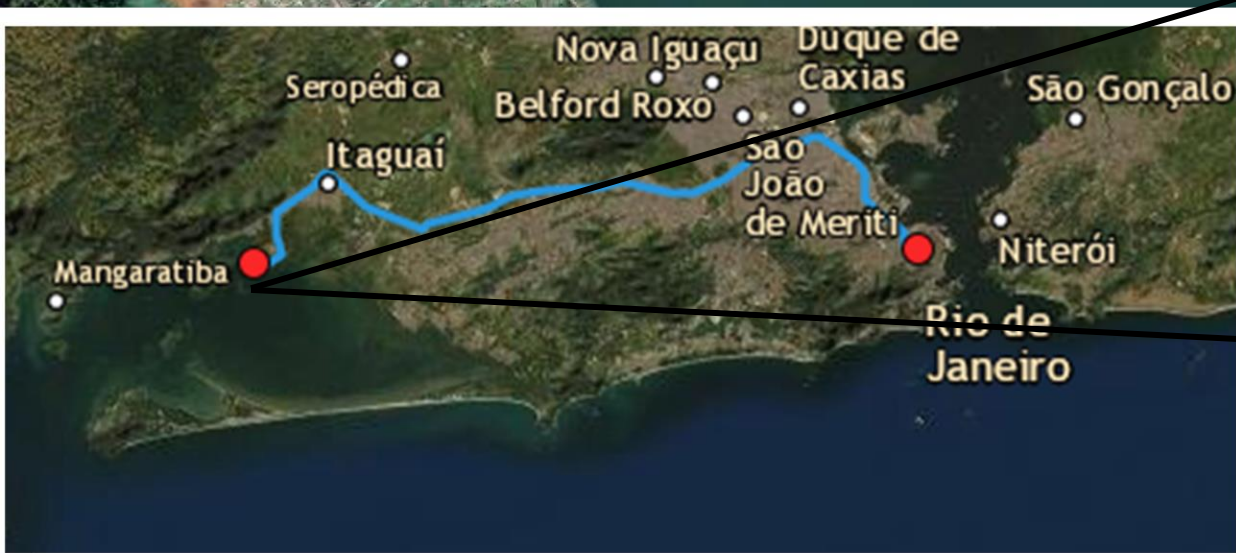 Nova Iguaçu
Duque de
Caxias
Seropédica
Belford Roxo
São Gonçalo
Itaguaí
São
João
de Meriti
Mangaratiba
Niterói
Rio de
Janeiro